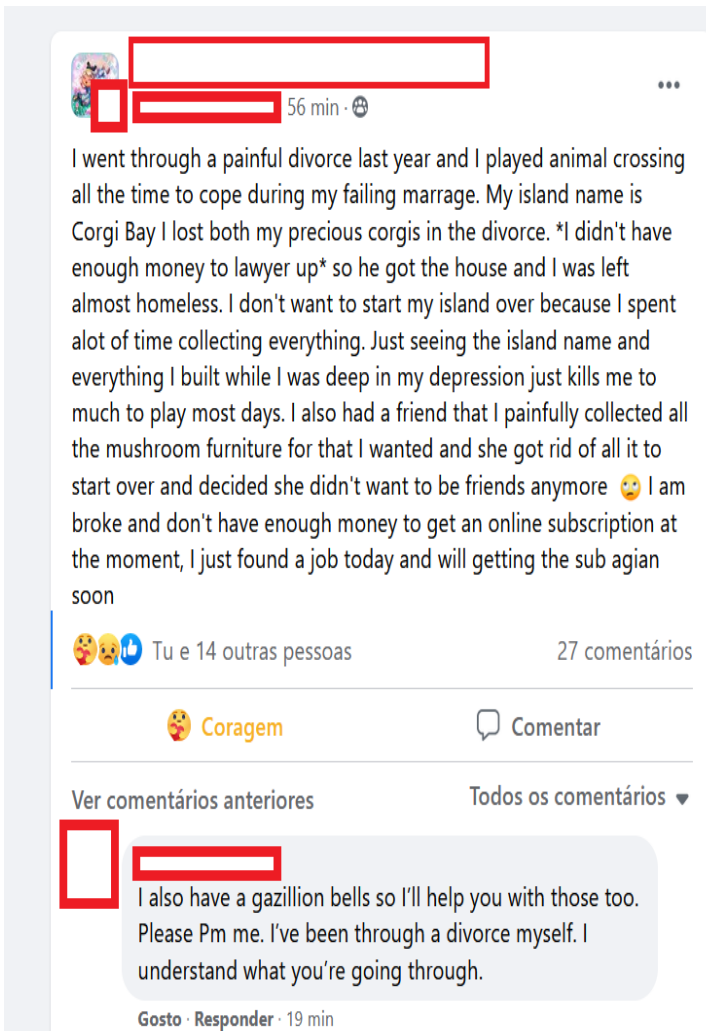 56 min ·
I went through a painful divorce last year and I played animal crossing
all the time to cope during my failing marrage. My island name is
Corgi Bay I lost both my precious corgis in the divorce. *I didn't have
enough money to lawyer up* so he got the house and I was left
almost homeless. I don't want to start my island over because I spent
alot of time collecting everything. Just seeing the island name and
everything I built while I was deep in my depression just kills me to
much to play most days. I also had a friend that I painfully collected all
the mushroom furniture for that I wanted and she got rid of all it to
start over and decided she didn't want to be friends anymore 🙄 I am
broke and don't have enough money to get an online subscription at
the moment, I just found a job today and will getting the sub agian
soon
Tu e 14 outras pessoas 27 comentários
Coragem Comentar
Ver comentários anteriores Todos os comentários
I also have a gazillion bells so I'll help you with those too.
Please Pm me. I've been through a divorce myself. I
understand what you're going through.
Gosto · Responder · 19 min